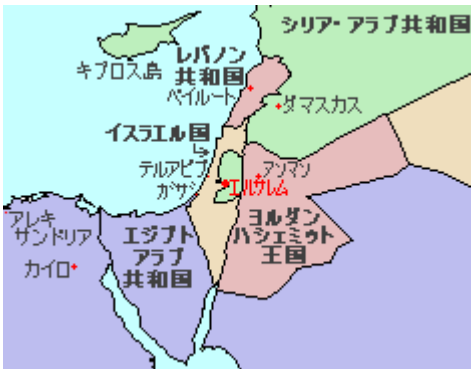 シリア・アラブ共和国
レバノン
共和国
キプロス島
ベイルート
ダマスカス
イスラエル国
テルアビブ
アンマン
ガザ
エルサレム
アレキ
サンドリア
エジプト
アラブ
共和国
ヨルダン
ハシェミット
王国
カイロ